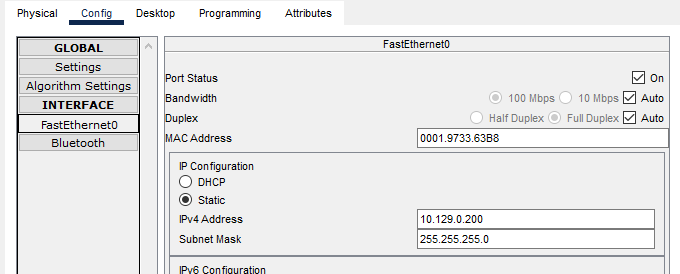 Physical Config Desktop Programming Attributes
GLOBAL
Settings
Algorithm Settings
INTERFACE
FastEthernet0
Bluetooth
FastEthernet0
Port Status On
Bandwidth 100 Mbps 10 Mbps Auto
Duplex Half Duplex Full Duplex Auto
MAC Address 0001.9733.63B8
IP Configuration
DHCP
Static
IPv4 Address 10.129.0.200
Subnet Mask 255.255.255.0
IPv6 Configuration